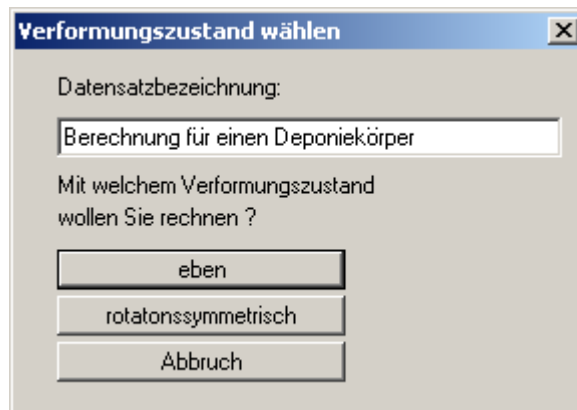 Verformungszustand wählen
Datensatzbezeichnung:
Berechnung für einen Deponiekörper
Mit welchem Verformungszustand
wollen Sie rechnen ?
eben
rotatonssymmetrisch
Abbruch